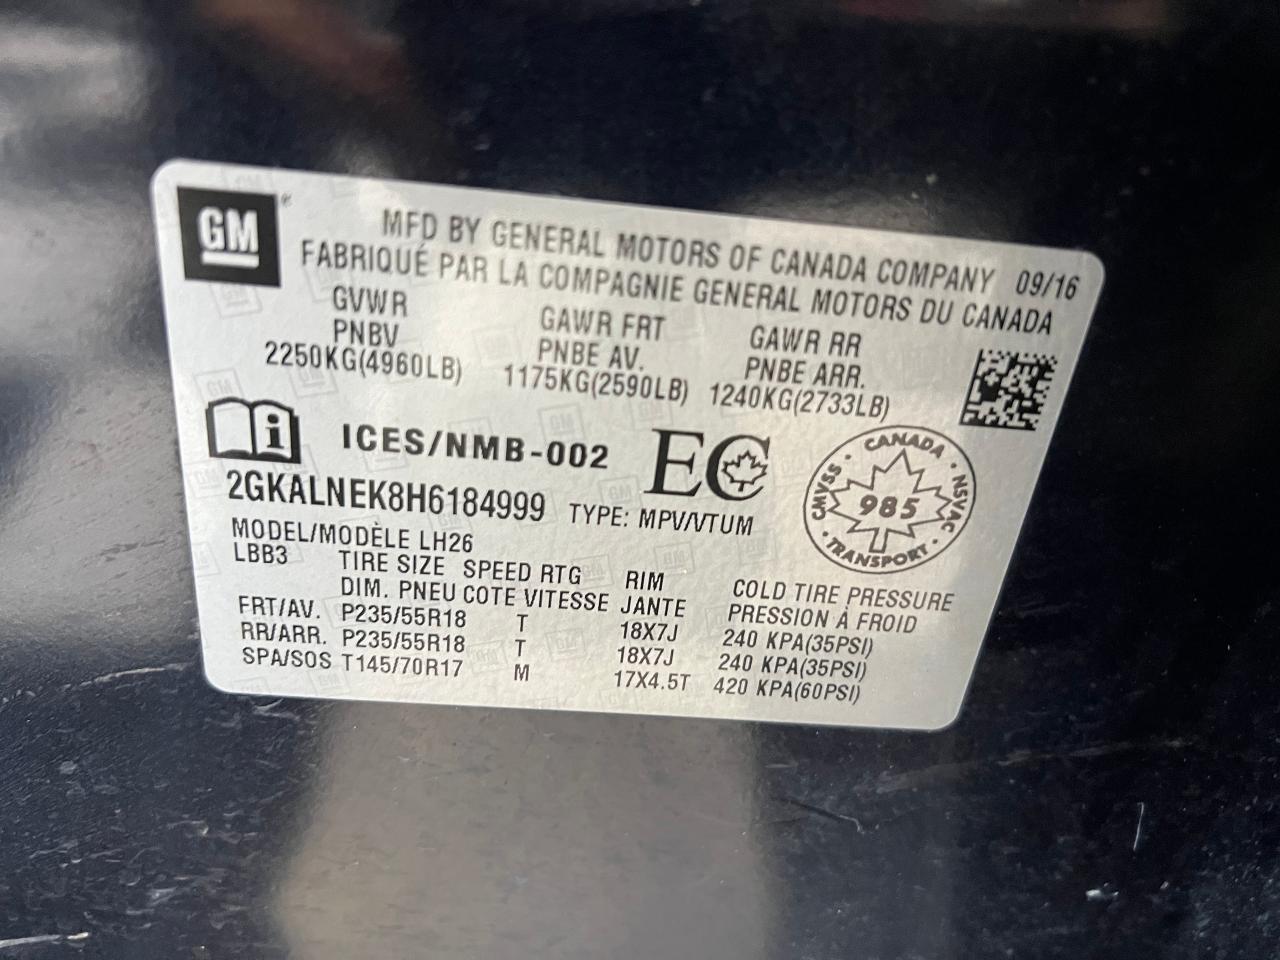 GM®
MFD BY GENERAL MOTORS OF CANADA COMPANY 09/16
FABRIQUÉ PAR LA COMPAGNIE GENERAL MOTORS DU CANADA
GVWR GAWR FRT GAWR RR
PNBV PNBE AV. PNBE ARR.
2250KG(4960LB) 1175KG(2590LB) 1240KG(2733LB)
i ICES/NMB-002 EC
CANADA CMVSS NSVAC 985 TRANSPORT
2GKALNEK8H6184999 TYPE: MPV/VTUM
MODEL/MODÈLE LH26
LBB3 TIRE SIZE SPEED RTG RIM COLD TIRE PRESSURE
DIM. PNEU COTE VITESSE JANTE PRESSION À FROID
FRT/AV. P235/55R18 T 18X7J 240 KPA(35PSI)
RR/ARR. P235/55R18 T 18X7J 240 KPA(35PSI)
SPA/SOS T145/70R17 M 17X4.5T 420 KPA(60PSI)